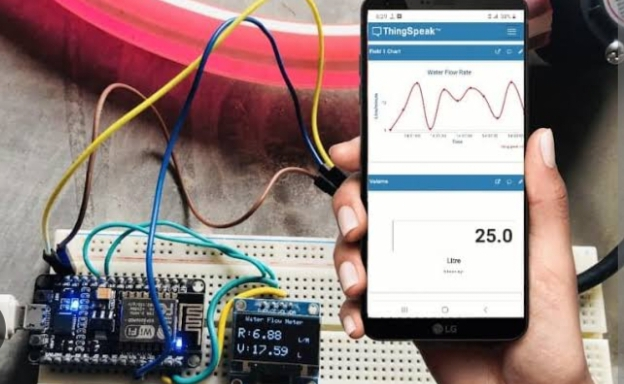 ThingSpeak™
Field 1 Chart
Water Flow Rate
Time
Volume
25.0
Litre
LG
Water Flow Meter
R:6.88 L/M
V:17.59 L
WiFi